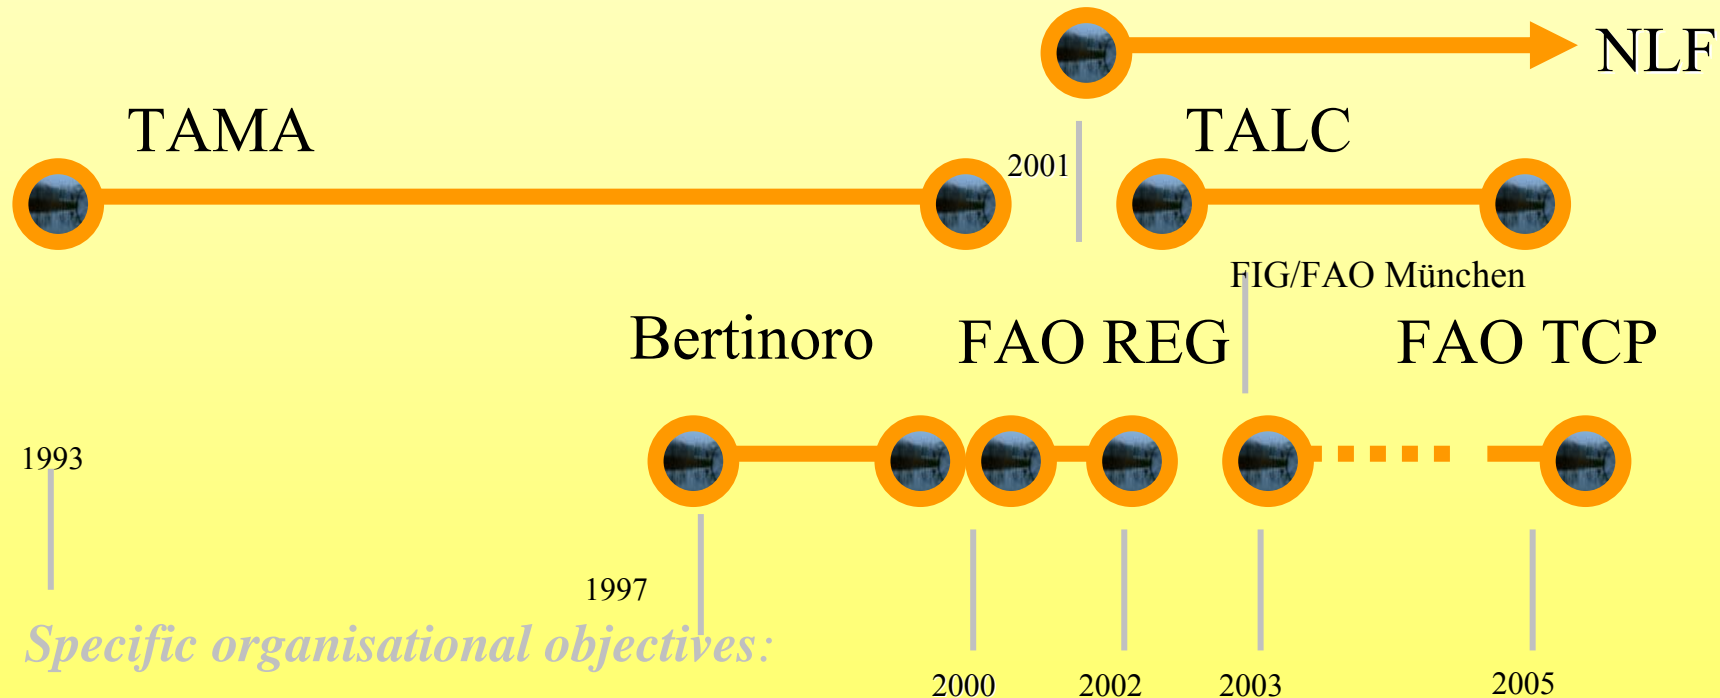 NLF
TAMA
TALC
2001
FIG/FAO München
Bertinoro
FAO REG
FAO TCP
1993
1997
Specific organisational objectives:
2000
2002
2003
2005